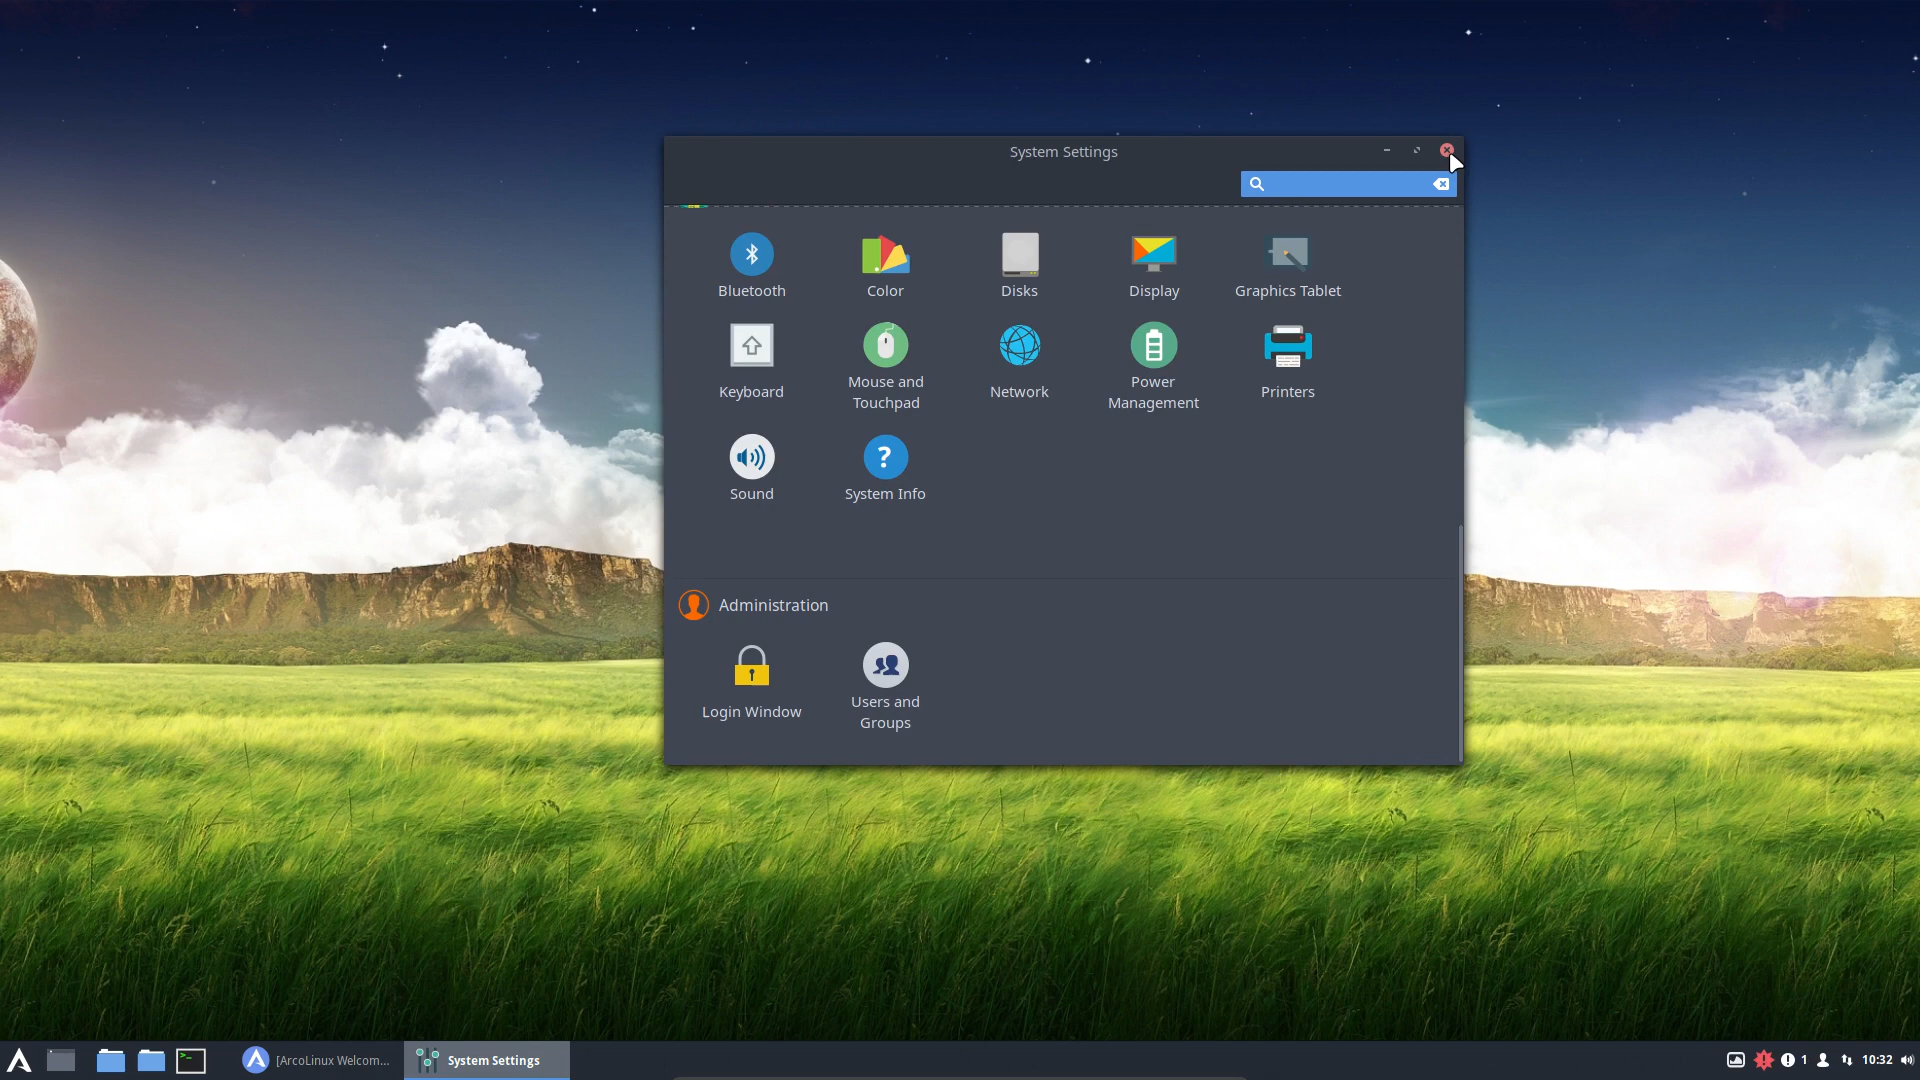 System Settings
Bluetooth
Color
Disks
Display
Graphics Tablet
Keyboard
Mouse and
Touchpad
Network
Power
Management
Printers
Sound
System Info
Administration
Login Window
Users and
Groups
[ArcoLinux Welcom...
System Settings
1
10:32